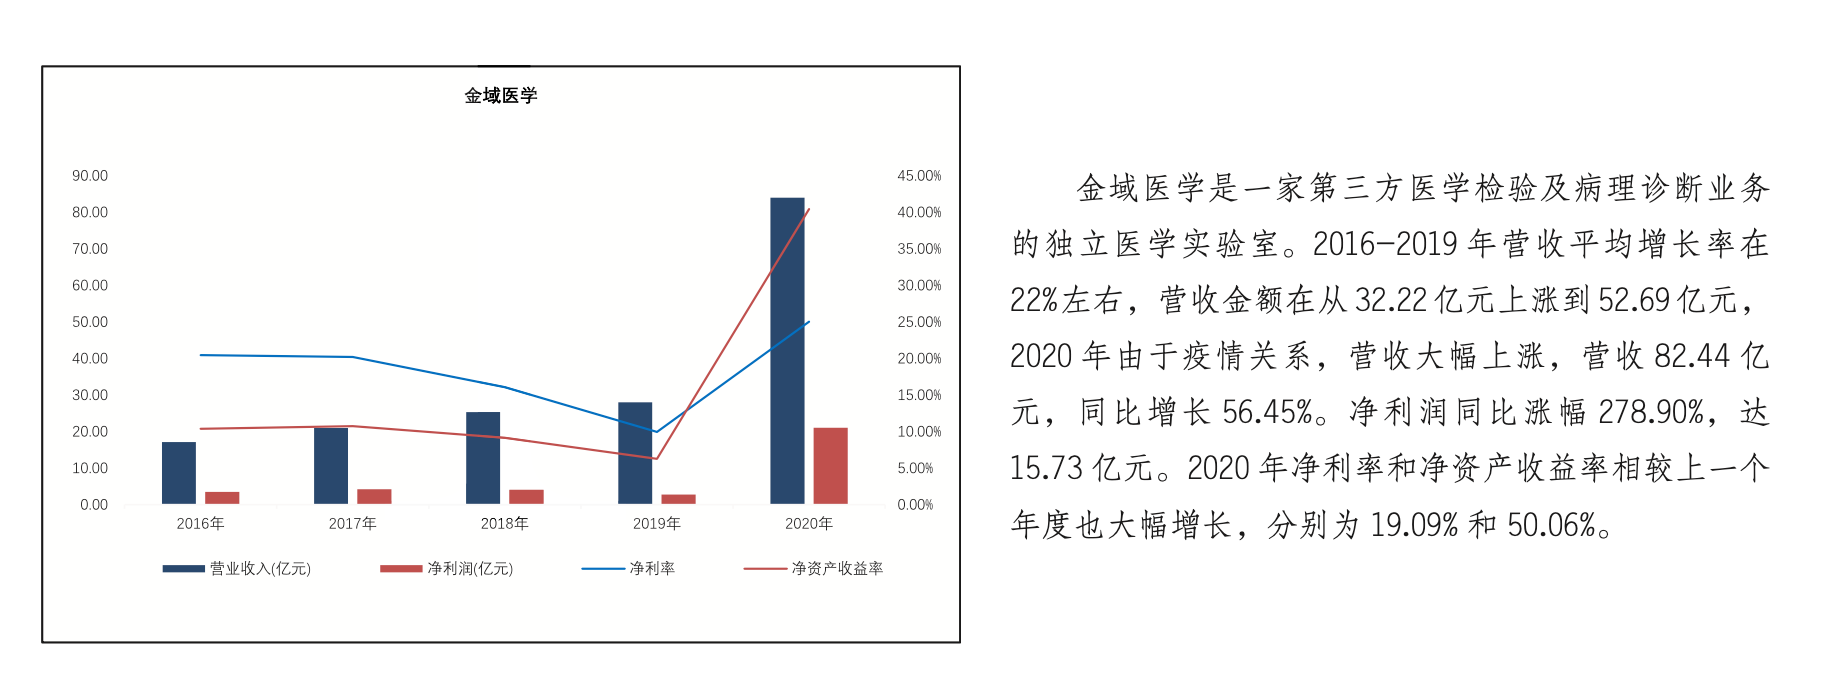 金域医学
90.00
80.00
70.00
60.00
50.00
40.00
30.00
20.00
10.00
0.00
45.00%
40.00%
35.00%
30.00%
25.00%
20.00%
15.00%
10.00%
5.00%
0.00%
2016年 2017年 2018年 2019年 2020年
营业收入(亿元) 净利润(亿元) 净利率 净资产收益率
金域医学是一家第三方医学检验及病理诊断业务
的独立医学实验室。2016–2019 年营收平均增长率在
22%左右，营收金额在从 32.22 亿元上涨到 52.69 亿元，
2020 年由于疫情关系，营收大幅上涨，营收 82.44 亿
元，同比增长 56.45%。净利润同比涨幅 278.90%，达
15.73 亿元。2020 年净利率和净资产收益率相较上一个
年度也大幅增长，分别为 19.09% 和 50.06%。